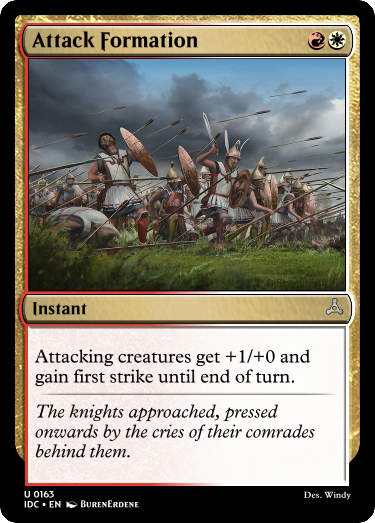 Attack Formation
Instant
Attacking creatures get +1/+0 and
gain first strike until end of turn.
The knights approached, pressed
onwards by the cries of their comrades
behind them.
U 0163
IDC • EN BurenErdene
Des. Windy